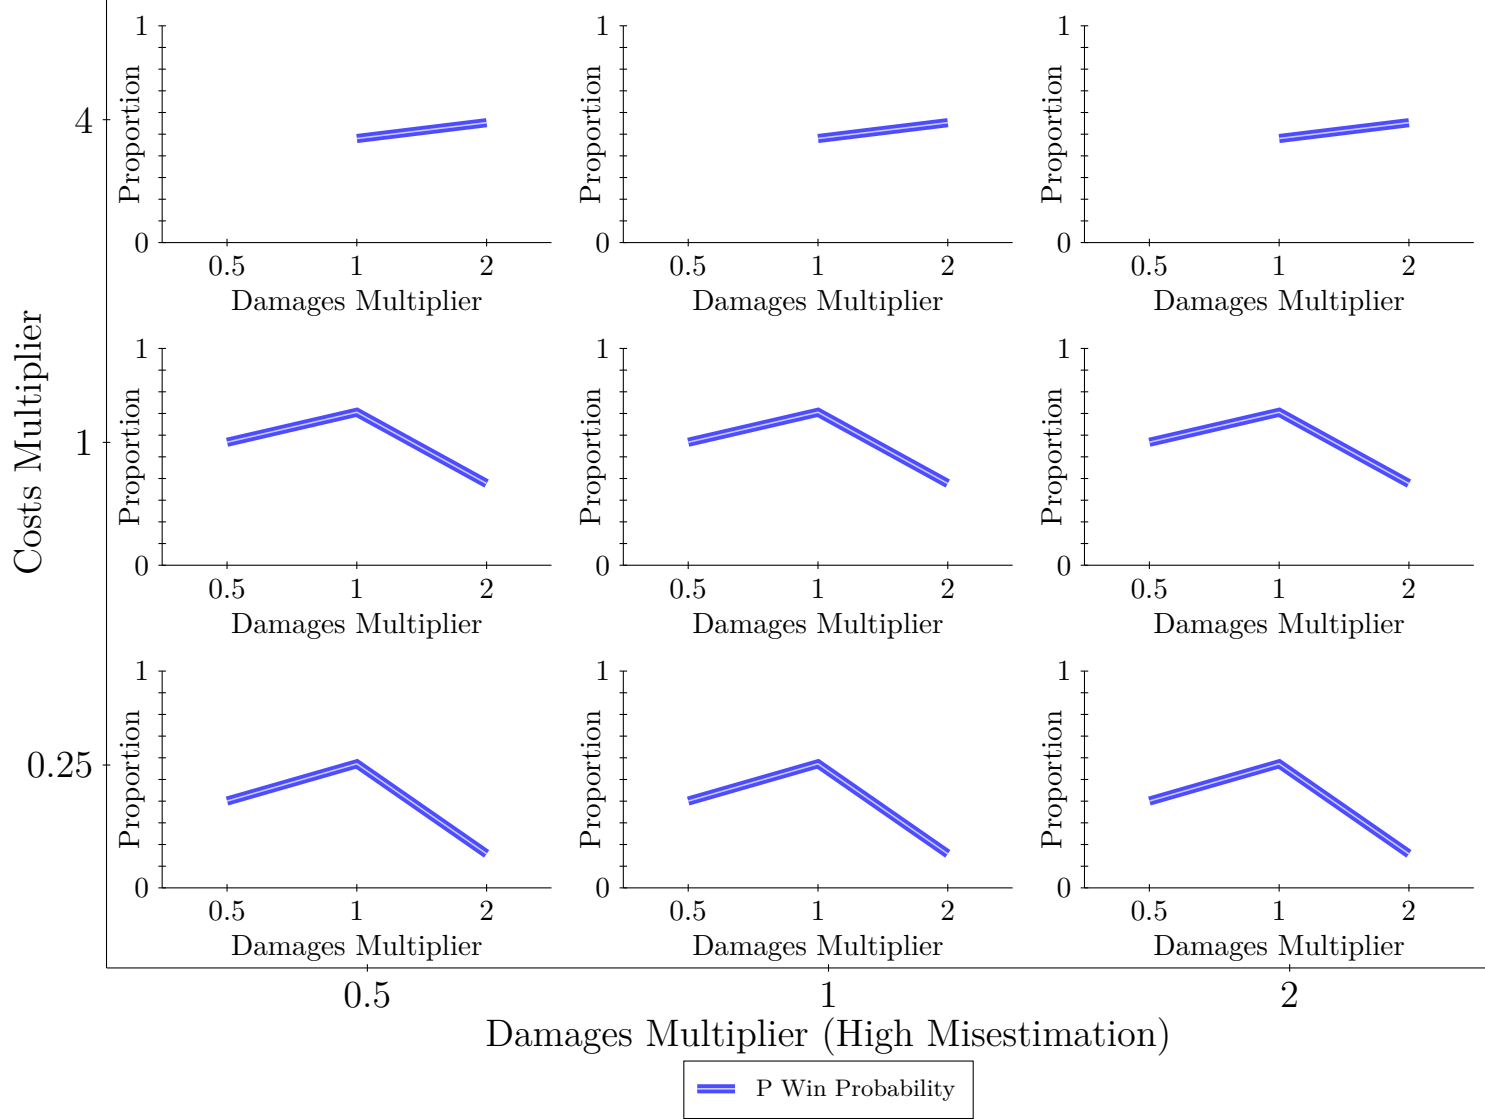 1 1 1
Proportion Proportion Proportion
4
0 0 0
0.5 1 2 0.5 1 2 0.5 1 2
Damages Multiplier Damages Multiplier Damages Multiplier
Costs Multiplier
1 1 1
Proportion Proportion Proportion
1
0 0 0
0.5 1 2 0.5 1 2 0.5 1 2
Damages Multiplier Damages Multiplier Damages Multiplier
1 1 1
Proportion Proportion Proportion
0.25
0 0 0
0.5 1 2 0.5 1 2 0.5 1 2
Damages Multiplier Damages Multiplier Damages Multiplier
0.5 1 2
Damages Multiplier (High Misestimation)
P Win Probability